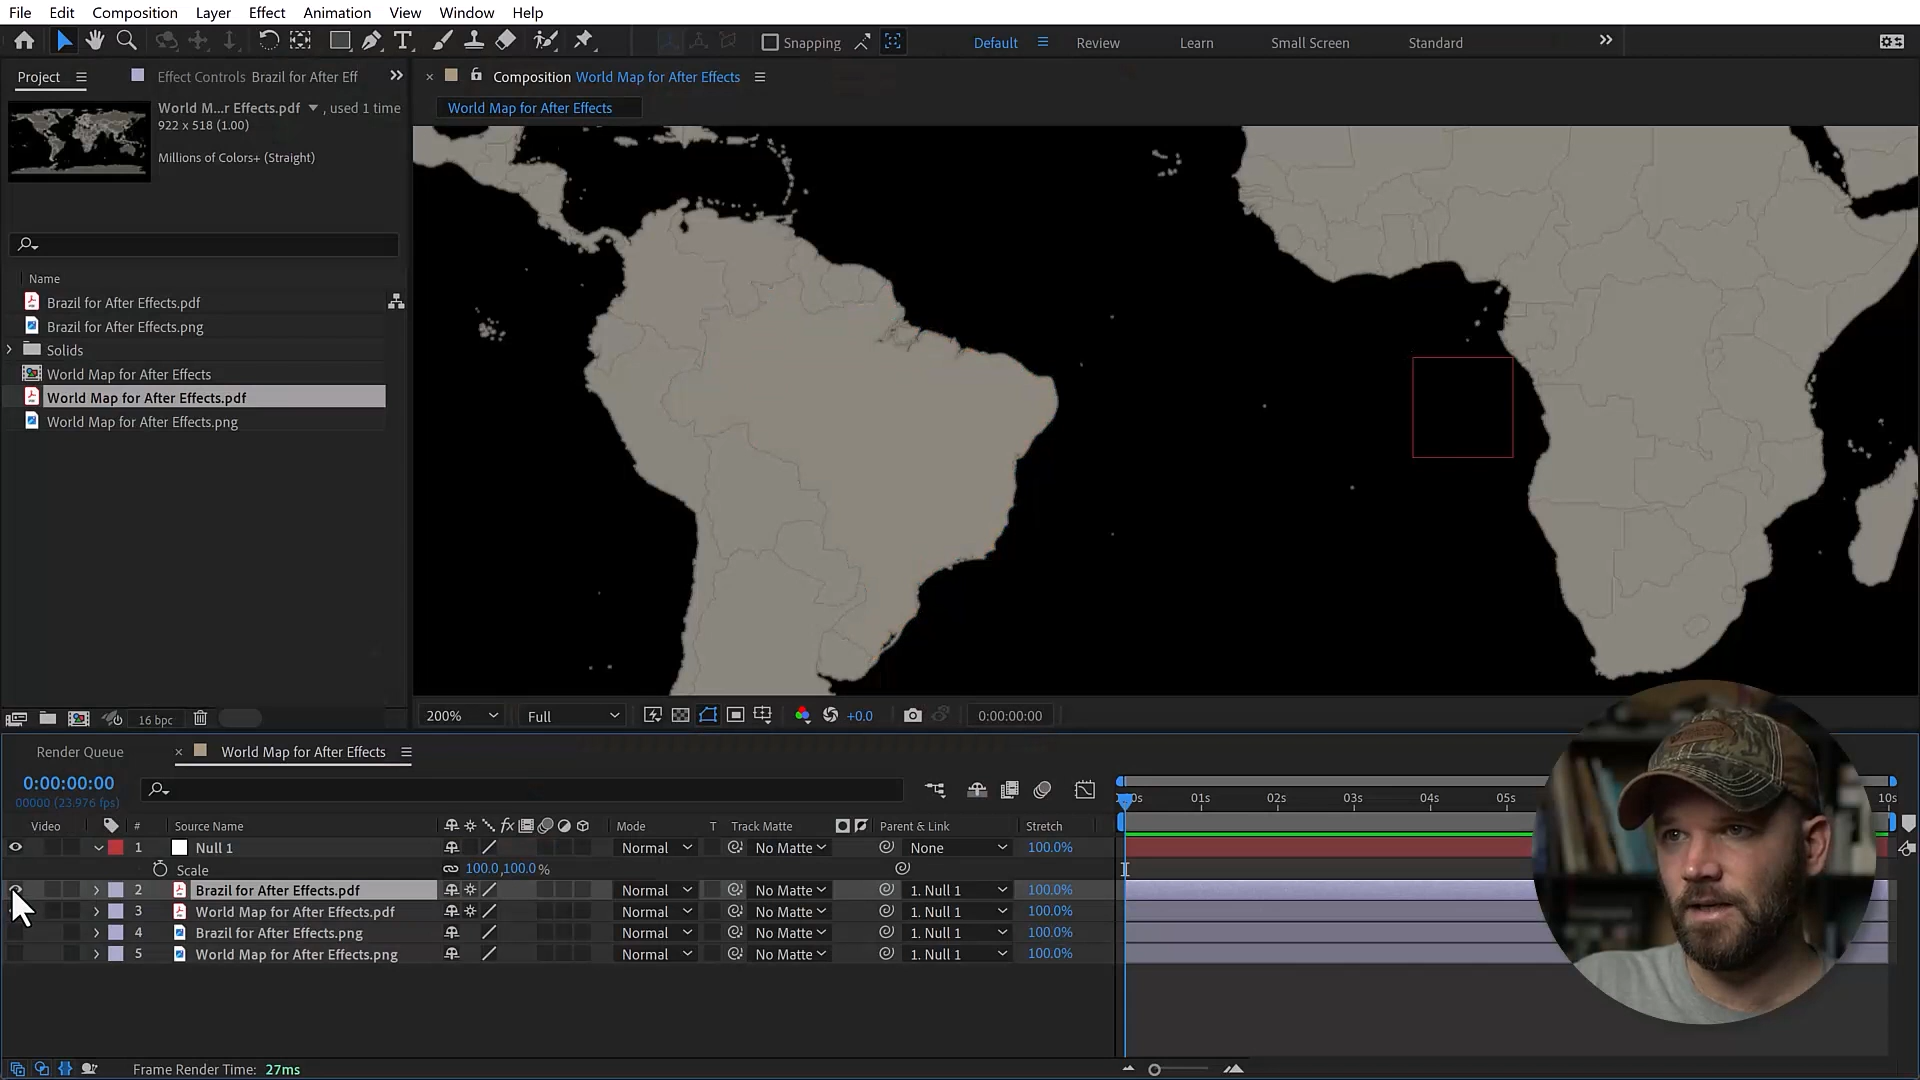 File Edit Composition Layer Effect Animation View Window Help
Snapping Default Review Learn Small Screen Standard
Project Effect Controls Brazil for After Eff
Composition World Map for After Effects
World M...r Effects.pdf , used 1 time
922 x 518 (1.00)
Millions of Colors+ (Straight)
World Map for After Effects
Name
Brazil for After Effects.pdf
Brazil for After Effects.png
Solids
World Map for After Effects
World Map for After Effects.pdf
World Map for After Effects.png
16 bpc
200% Full +0.0 0:00:00:00
Render Queue World Map for After Effects
0:00:00:00
00000 (23.976 fps)
01s 02s 03s 04s 05s 10s
Video # Source Name Mode T Track Matte Parent & Link Stretch
1 Null 1 Normal No Matte None 100.0%
Scale 100.0,100.0%
2 Brazil for After Effects.pdf Normal No Matte 1. Null 1 100.0%
3 World Map for After Effects.pdf Normal No Matte 1. Null 1 100.0%
4 Brazil for After Effects.png Normal No Matte 1. Null 1 100.0%
5 World Map for After Effects.png Normal No Matte 1. Null 1 100.0%
Frame Render Time: 27ms